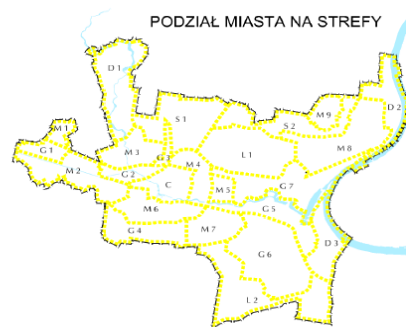 PODZIAŁ MIASTA NA STREFY
D 1
D 2
M 9
S 1
S 2
M 1
G 1
M 3
G 3
M 4
L 1
M 8
M 2
G 2
C
M 5
G 7
M 6
G 5
G 4
M 7
D 3
G 6
L 2